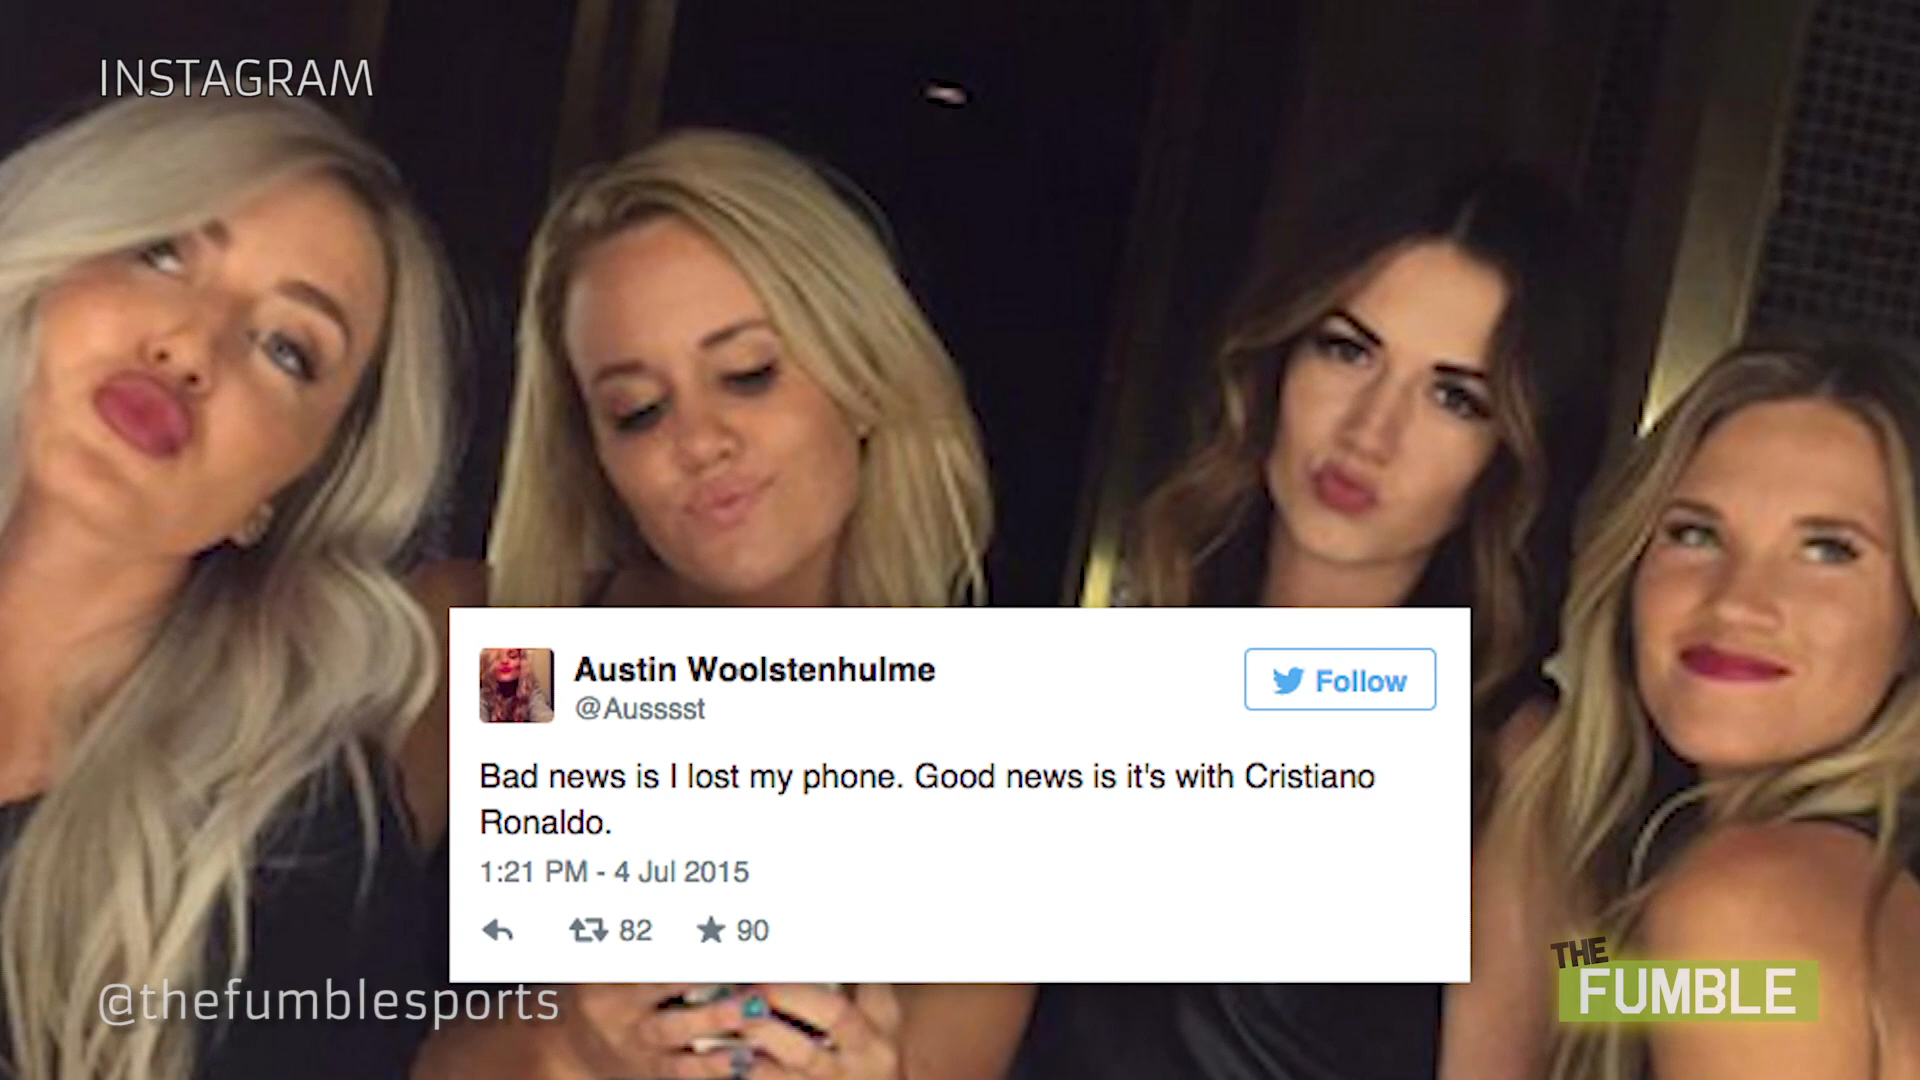 INSTAGRAM
Austin Woolstenhulme
@Ausssst
Follow
Bad news is I lost my phone. Good news is it's with Cristiano
Ronaldo.
1:21 PM - 4 Jul 2015
82 90
@thefumblesports
THE
FUMBLE